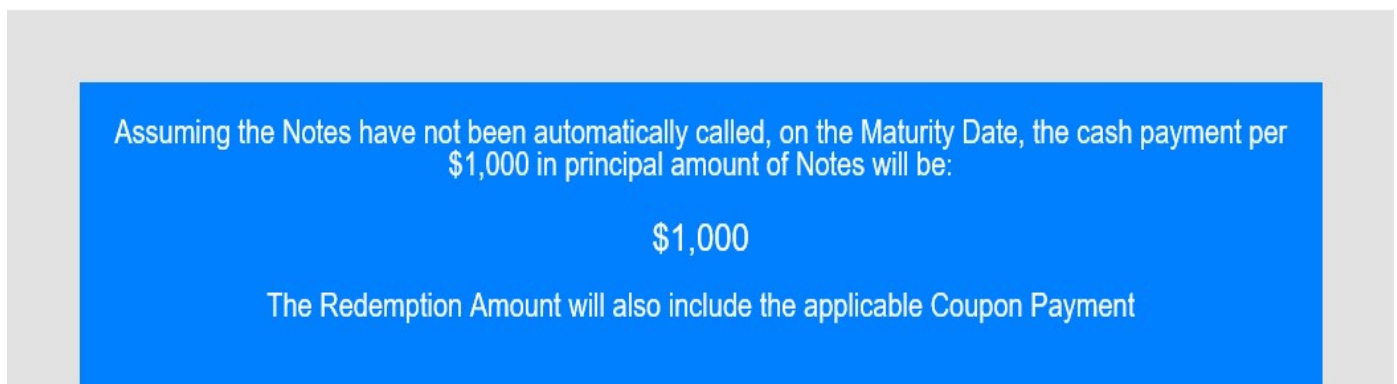 Assuming the Notes have not been automatically called, on the Maturity Date, the cash payment per
$1,000 in principal amount of Notes will be:
$1,000
The Redemption Amount will also include the applicable Coupon Payment